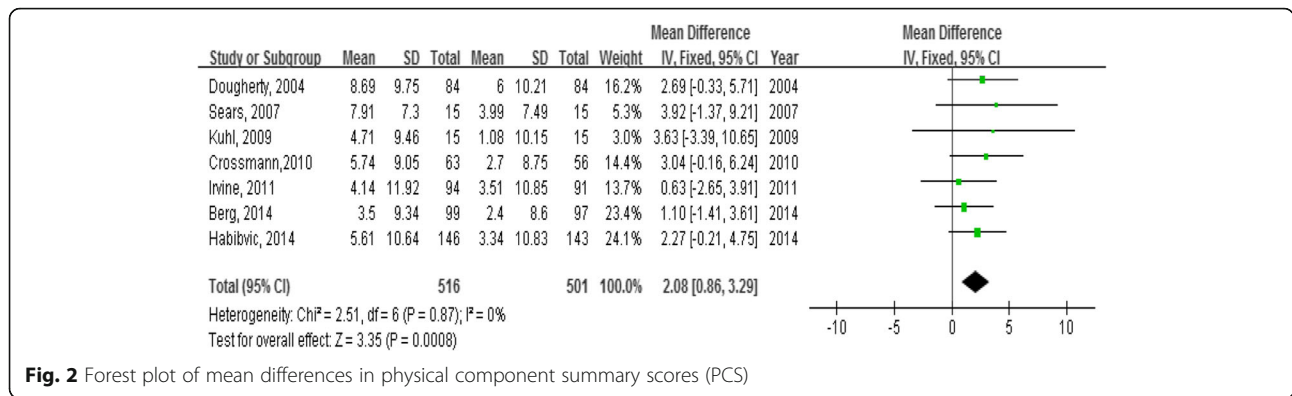 Mean Difference Mean Difference
Study or Subgroup Mean SD Total Mean SD Total Weight IV, Fixed, 95% CI Year IV, Fixed, 95% CI
Dougherty, 2004 8.69 9.75 84 6 10.21 84 16.2% 2.69 [-0.33, 5.71] 2004
Sears, 2007 7.91 7.3 15 3.99 7.49 15 5.3% 3.92 [-1.37, 9.21] 2007
Kuhl, 2009 4.71 9.46 15 1.08 10.15 15 3.0% 3.63 [-3.39, 10.65] 2009
Crossmann,2010 5.74 9.05 63 2.7 8.75 56 14.4% 3.04 [-0.16, 6.24] 2010
Irvine, 2011 4.14 11.92 94 3.51 10.85 91 13.7% 0.63 [-2.65, 3.91] 2011
Berg, 2014 3.5 9.34 99 2.4 8.6 97 23.4% 1.10 [-1.41, 3.61] 2014
Habibvic, 2014 5.61 10.64 146 3.34 10.83 143 24.1% 2.27 [-0.21, 4.75] 2014
Total (95% CI) 516 501 100.0% 2.08 [0.86, 3.29]
Heterogeneity: Chi² = 2.51, df = 6 (P = 0.87); I² = 0%
Test for overall effect: Z = 3.35 (P = 0.0008)
-10 -5 0 5 10
Fig. 2 Forest plot of mean differences in physical component summary scores (PCS)